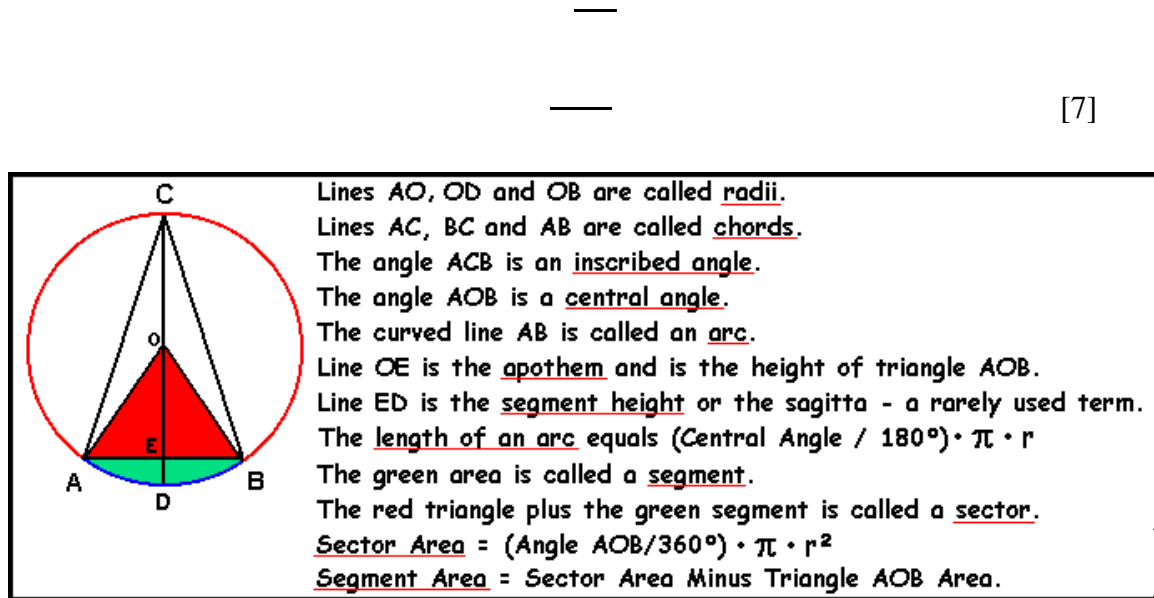 [7]
C
O
E
A
B
D
Lines AO, OD and OB are called radii.
Lines AC, BC and AB are called chords.
The angle ACB is an inscribed angle.
The angle AOB is a central angle.
The curved line AB is called an arc.
Line OE is the apothem and is the height of triangle AOB.
Line ED is the segment height or the sagitta - a rarely used term.
The length of an arc equals (Central Angle / 180º)· π · r
The green area is called a segment.
The red triangle plus the green segment is called a sector.
Sector Area = (Angle AOB/360º) · π · r²
Segment Area = Sector Area Minus Triangle AOB Area.